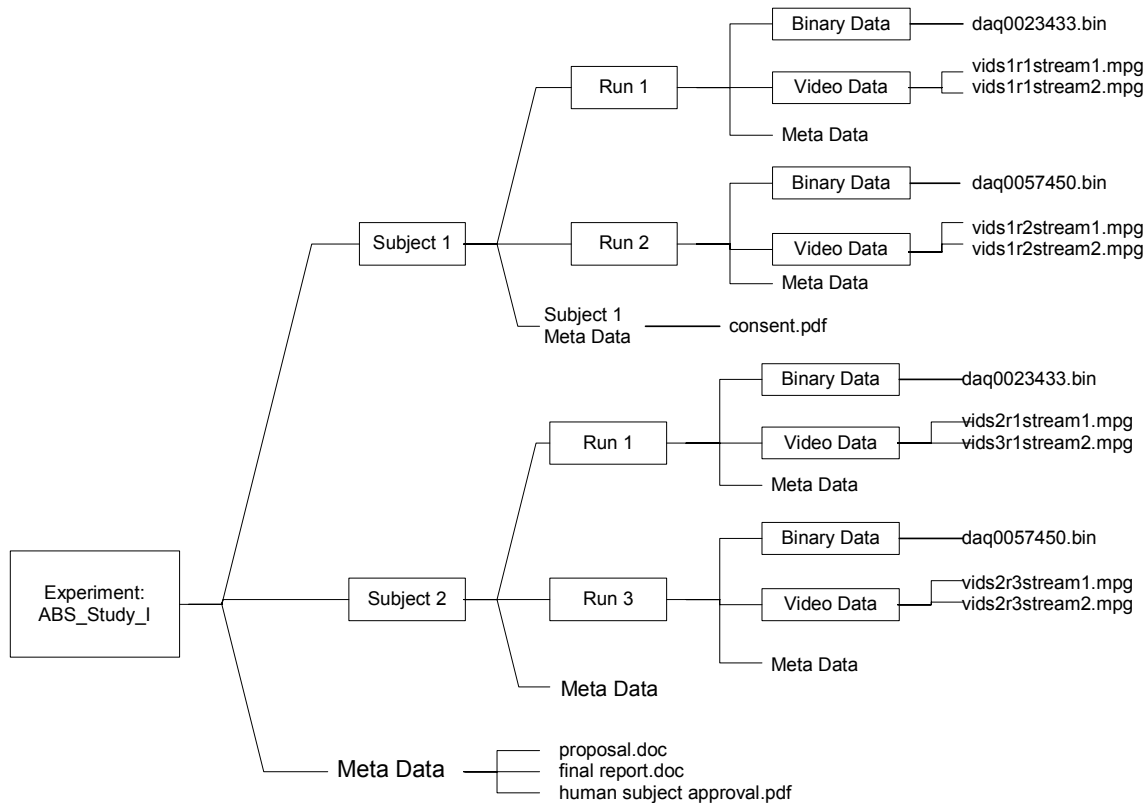 Binary Data
daq0023433.bin
vids1r1stream1.mpg
Run 1
Video Data
vids1r1stream2.mpg
Meta Data
Binary Data
daq0057450.bin
vids1r2stream1.mpg
Subject 1
Run 2
Video Data
vids1r2stream2.mpg
Meta Data
Subject 1
Meta Data
consent.pdf
Binary Data
daq0023433.bin
vids2r1stream1.mpg
Run 1
Video Data
vids3r1stream2.mpg
Meta Data
Binary Data
daq0057450.bin
Experiment:
ABS_Study_I
Subject 2
Run 3
Video Data
vids2r3stream1.mpg
vids2r3stream2.mpg
Meta Data
Meta Data
Meta Data
proposal.doc
final report.doc
human subject approval.pdf